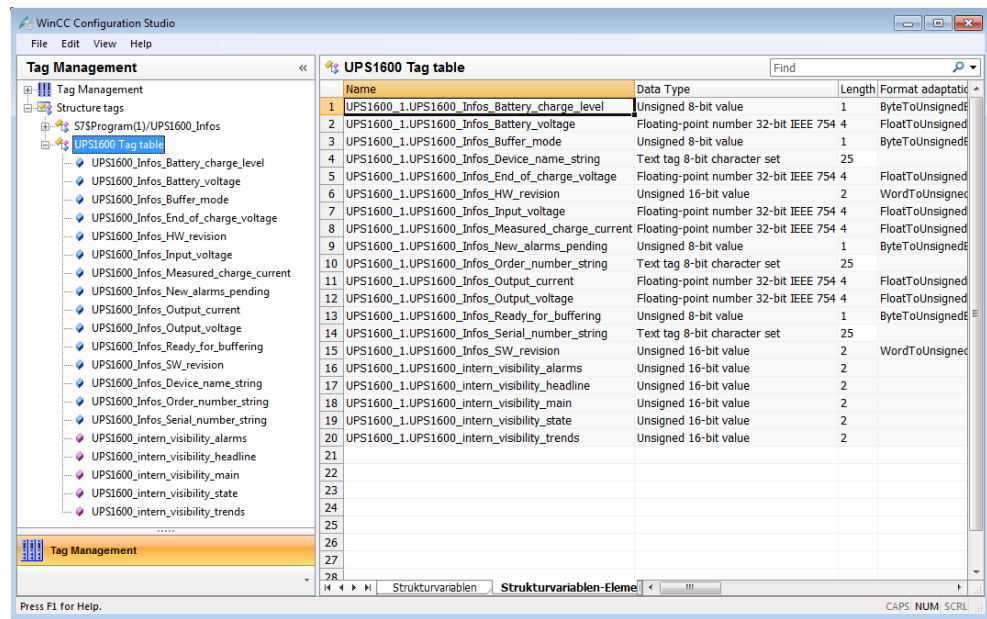 WinCC Configuration Studio
File Edit View Help
Tag Management «
Tag Management
Structure tags
S7$Program(1)/UPS1600_Infos
UPS1600 Tag table
UPS1600_Infos_Battery_charge_level
UPS1600_Infos_Battery_voltage
UPS1600_Infos_Buffer_mode
UPS1600_Infos_End_of_charge_voltage
UPS1600_Infos_HW_revision
UPS1600_Infos_Input_voltage
UPS1600_Infos_Measured_charge_current
UPS1600_Infos_New_alarms_pending
UPS1600_Infos_Output_current
UPS1600_Infos_Output_voltage
UPS1600_Infos_Ready_for_buffering
UPS1600_Infos_SW_revision
UPS1600_Infos_Device_name_string
UPS1600_Infos_Order_number_string
UPS1600_Infos_Serial_number_string
UPS1600_intern_visibility_alarms
UPS1600_intern_visibility_headline
UPS1600_intern_visibility_main
UPS1600_intern_visibility_state
UPS1600_intern_visibility_trends
Tag Management
UPS1600 Tag table Find
Name Data Type Length Format adaptatic
1 UPS1600_1.UPS1600_Infos_Battery_charge_level Unsigned 8-bit value 1 ByteToUnsignedE
2 UPS1600_1.UPS1600_Infos_Battery_voltage Floating-point number 32-bit IEEE 754 4 FloatToUnsigned
3 UPS1600_1.UPS1600_Infos_Buffer_mode Unsigned 8-bit value 1 ByteToUnsignedE
4 UPS1600_1.UPS1600_Infos_Device_name_string Text tag 8-bit character set 25
5 UPS1600_1.UPS1600_Infos_End_of_charge_voltage Floating-point number 32-bit IEEE 754 4 FloatToUnsigned
6 UPS1600_1.UPS1600_Infos_HW_revision Unsigned 16-bit value 2 WordToUnsignec
7 UPS1600_1.UPS1600_Infos_Input_voltage Floating-point number 32-bit IEEE 754 4 FloatToUnsigned
8 UPS1600_1.UPS1600_Infos_Measured_charge_current Floating-point number 32-bit IEEE 754 4 FloatToUnsigned
9 UPS1600_1.UPS1600_Infos_New_alarms_pending Unsigned 8-bit value 1 ByteToUnsignedE
10 UPS1600_1.UPS1600_Infos_Order_number_string Text tag 8-bit character set 25
11 UPS1600_1.UPS1600_Infos_Output_current Floating-point number 32-bit IEEE 754 4 FloatToUnsigned
12 UPS1600_1.UPS1600_Infos_Output_voltage Floating-point number 32-bit IEEE 754 4 FloatToUnsigned
13 UPS1600_1.UPS1600_Infos_Ready_for_buffering Unsigned 8-bit value 1 ByteToUnsignedE
14 UPS1600_1.UPS1600_Infos_Serial_number_string Text tag 8-bit character set 25
15 UPS1600_1.UPS1600_Infos_SW_revision Unsigned 16-bit value 2 WordToUnsignec
16 UPS1600_1.UPS1600_intern_visibility_alarms Unsigned 16-bit value 2
17 UPS1600_1.UPS1600_intern_visibility_headline Unsigned 16-bit value 2
18 UPS1600_1.UPS1600_intern_visibility_main Unsigned 16-bit value 2
19 UPS1600_1.UPS1600_intern_visibility_state Unsigned 16-bit value 2
20 UPS1600_1.UPS1600_intern_visibility_trends Unsigned 16-bit value 2
21
22
23
24
25
26
27
28
Strukturvariablen Strukturvariablen-Eleme
Press F1 for Help. CAPS NUM SCRL